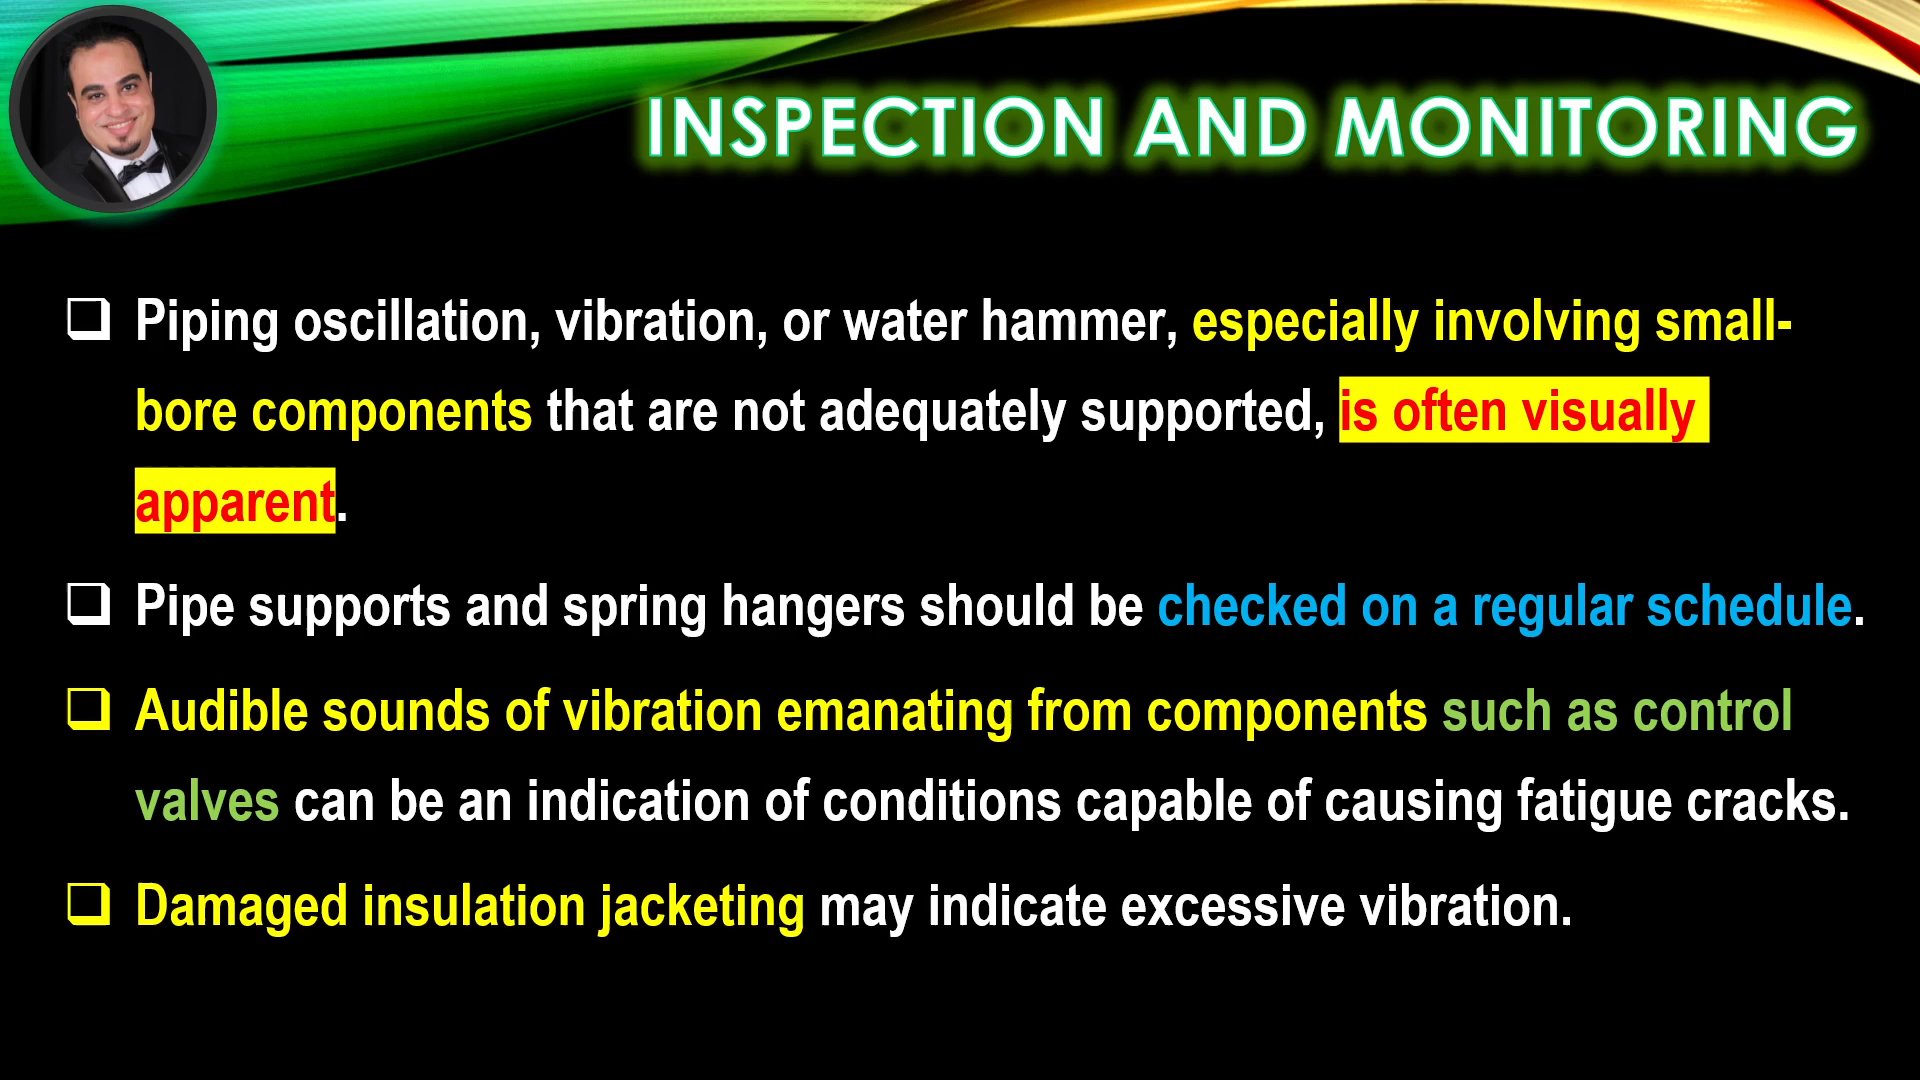 INSPECTION AND MONITORING
Piping oscillation, vibration, or water hammer, especially involving small-
bore components that are not adequately supported, is often visually
apparent.
Pipe supports and spring hangers should be checked on a regular schedule.
Audible sounds of vibration emanating from components such as control
valves can be an indication of conditions capable of causing fatigue cracks.
Damaged insulation jacketing may indicate excessive vibration.